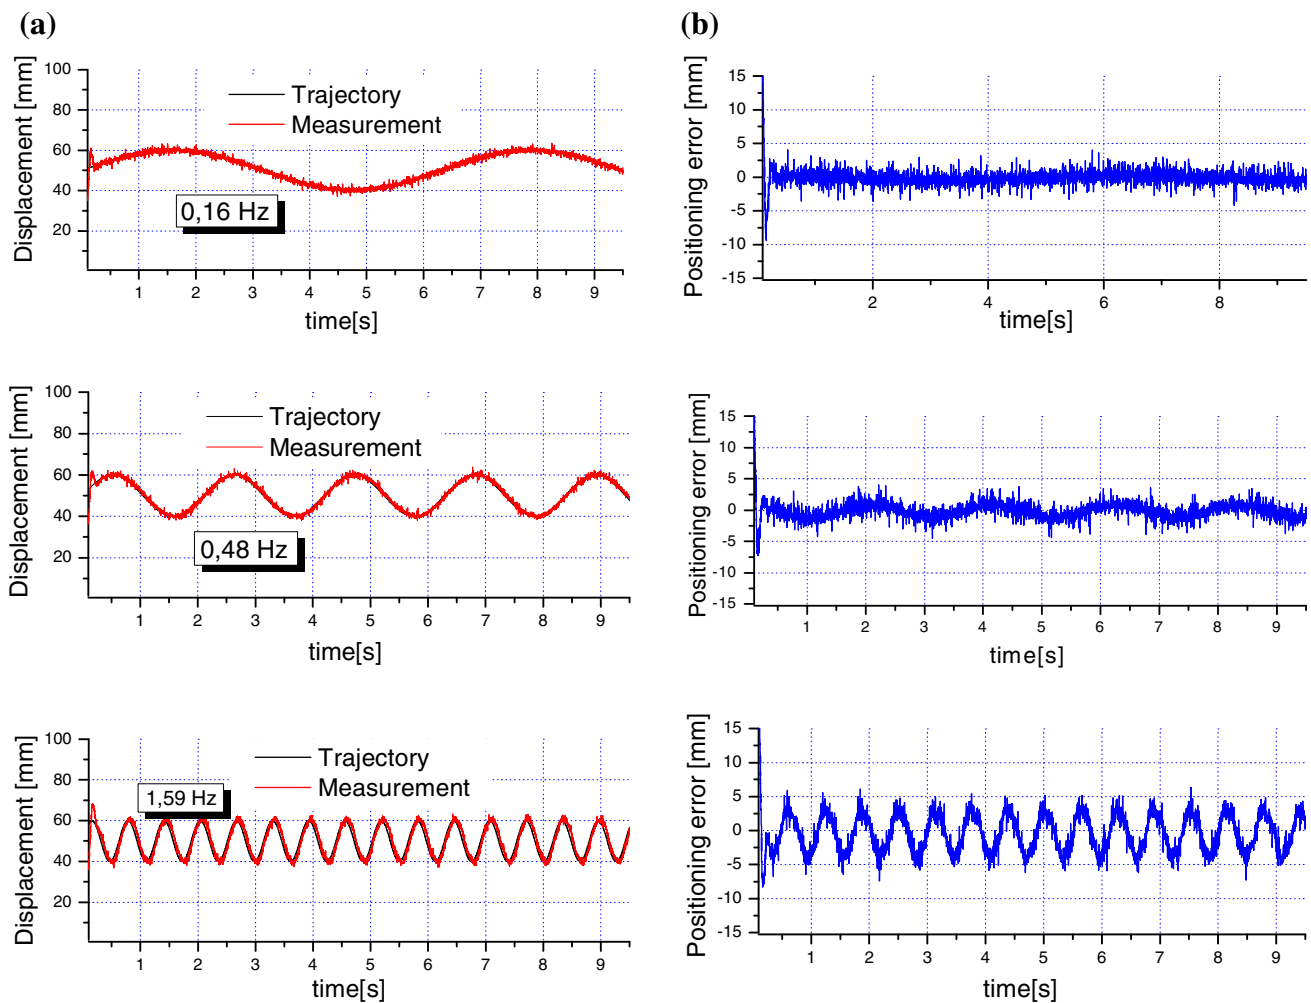 (a)
(b)
Displacement [mm]
100
80
60
40
20
Trajectory
Measurement
0,16 Hz
1 2 3 4 5 6 7 8 9
time[s]
Positioning error [mm]
15
10
5
0
-5
-10
-15
2 4 6 8
time[s]
Displacement [mm]
100
80
60
40
20
Trajectory
Measurement
0,48 Hz
1 2 3 4 5 6 7 8 9
time[s]
Positioning error [mm]
15
10
5
0
-5
-10
-15
1 2 3 4 5 6 7 8 9
time[s]
Displacement [mm]
100
80
60
40
20
Trajectory
Measurement
1,59 Hz
1 2 3 4 5 6 7 8 9
time[s]
Positioning error [mm]
15
10
5
0
-5
-10
-15
1 2 3 4 5 6 7 8 9
time[s]